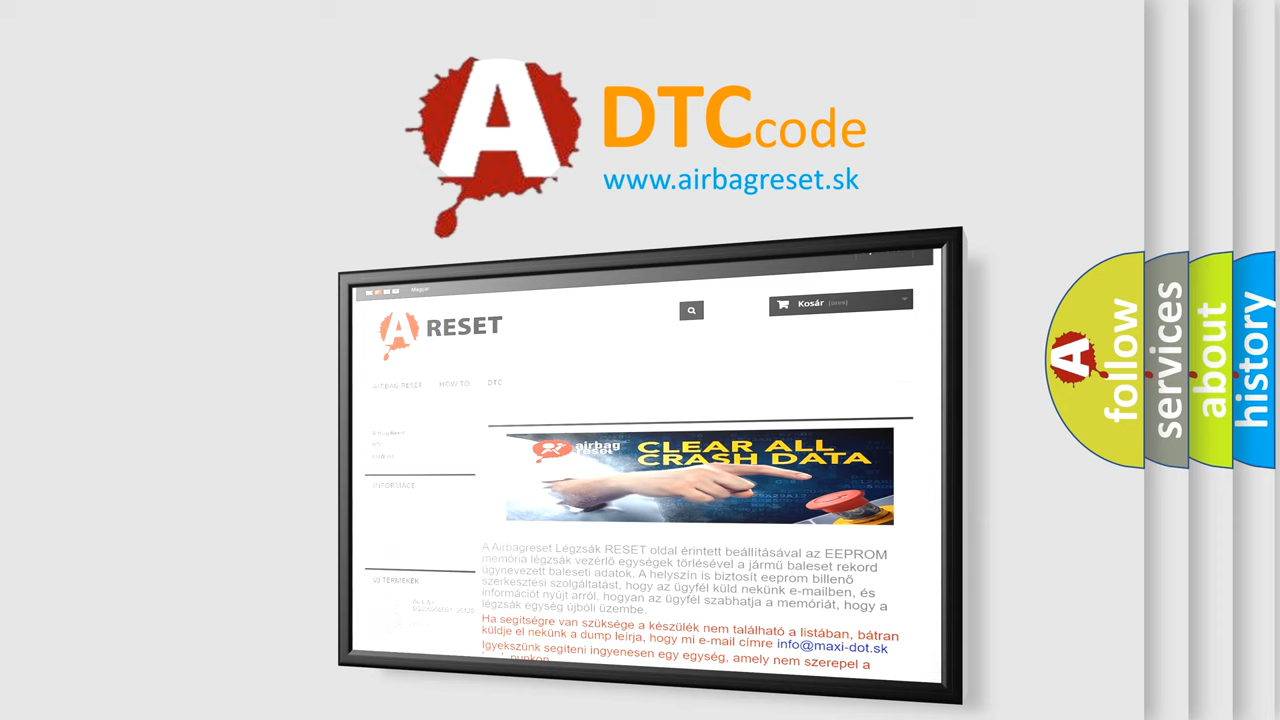 A
DTCcode
www.airbagreset.sk
Magyar
A RESET
Kosár (üres)
AIRBAG RESET HOW TO DTC
INFORMACE
airbag
reset
CLEAR ALL
CRASH DATA
A Airbagreset Légzsák RESET oldal érintett beállításával az EEPROM
memória légzsák vezérlő egységek törlésével a jármű baleset rekord
úgynevezett baleseti adatok. A helyszín is biztosít eeprom billenő
szerkesztési szolgáltatást, hogy az ügyfél küld nekünk e-mailben, és
információt nyújt arról, hogyan az ügyfél szabhatja a memóriát, hogy a
légzsák egység újbóli üzembe.
Ha segítségre van szüksége a készülék nem található a listában, bátran
küldje el nekünk a dump leírja, hogy mi e-mail címre info@maxi-dot.sk
Igyekszünk segíteni ingyenesen egy egység, amely nem szerepel a
ÚJ TERMÉKEK
A
follow
services
about
history